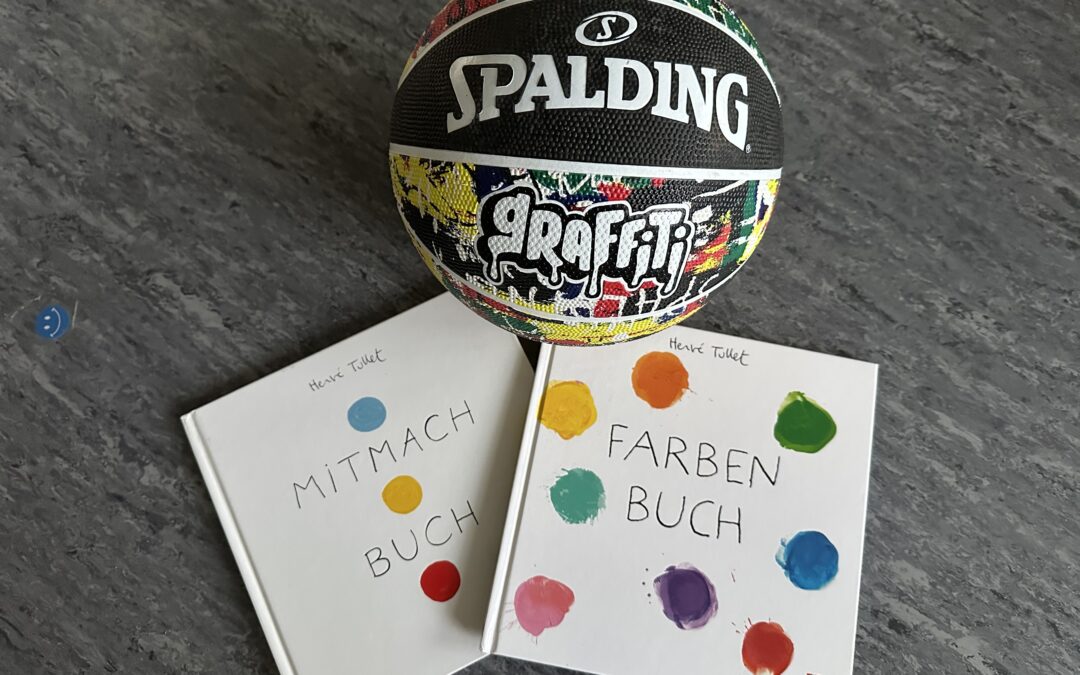 S
SPALDING®
GRAFFITI
Hervé Tullet
MITMACH
BUCH
Hervé Tullet
FARBEN
BUCH